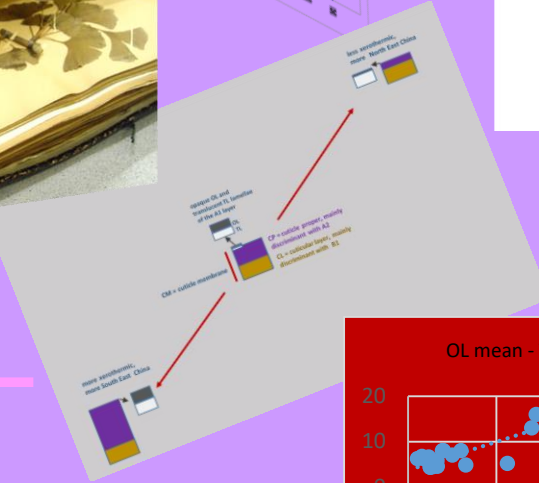 less xerothermic,
more North East China
opaque OL and
translucent TL lamellae
of the A1 layer
OL
TL
CP = cuticle proper, mainly
discriminant with A2
CL = cuticular layer, mainly
discriminant with B1
CM = cuticle membrane
more xerothermic,
more South East China
OL mean -
20
10